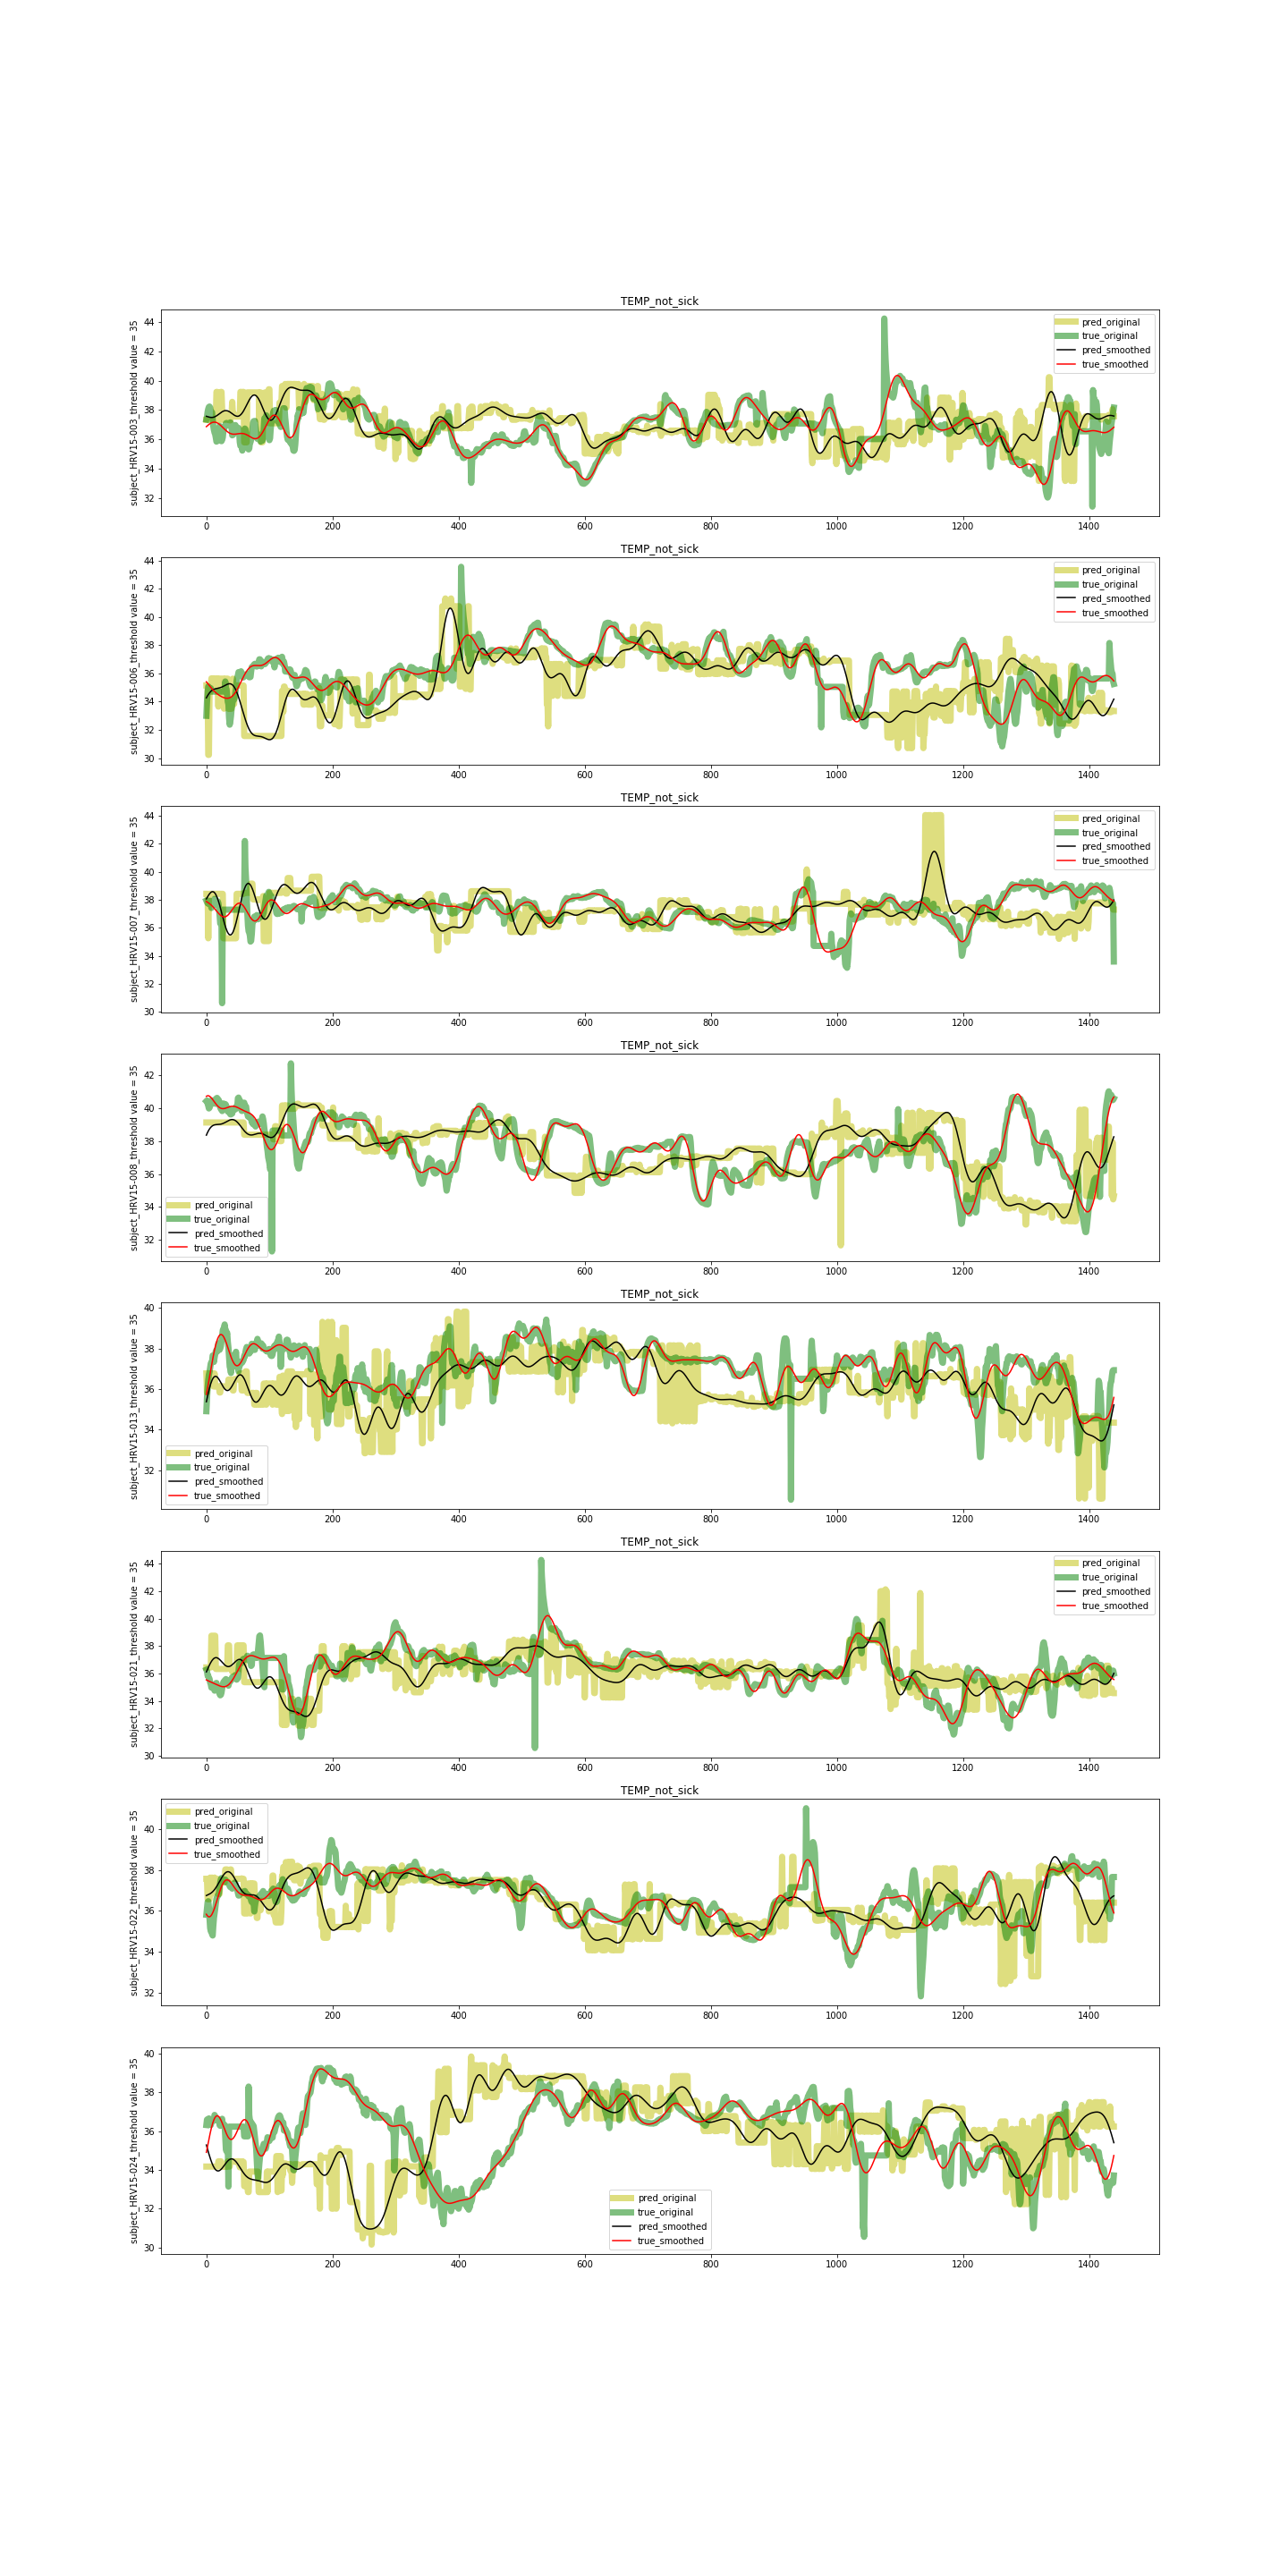 TEMP_not_sick
subject_HRV15-003_threshold value = 35
44
42
40
38
36
34
32
pred_original
true_original
pred_smoothed
true_smoothed
0 200 400 600 800 1000 1200 1400
TEMP_not_sick
subject_HRV15-006_threshold value = 35
44
42
40
38
36
34
32
30
pred_original
true_original
pred_smoothed
true_smoothed
0 200 400 600 800 1000 1200 1400
TEMP_not_sick
subject_HRV15-007_threshold value = 35
44
42
40
38
36
34
32
30
pred_original
true_original
pred_smoothed
true_smoothed
0 200 400 600 800 1000 1200 1400
TEMP_not_sick
subject_HRV15-008_threshold value = 35
42
40
38
36
34
32
pred_original
true_original
pred_smoothed
true_smoothed
0 200 400 600 800 1000 1200 1400
TEMP_not_sick
subject_HRV15-013_threshold value = 35
40
38
36
34
32
pred_original
true_original
pred_smoothed
true_smoothed
0 200 400 600 800 1000 1200 1400
TEMP_not_sick
subject_HRV15-021_threshold value = 35
44
42
40
38
36
34
32
30
pred_original
true_original
pred_smoothed
true_smoothed
0 200 400 600 800 1000 1200 1400
TEMP_not_sick
subject_HRV15-022_threshold value = 35
40
38
36
34
32
pred_original
true_original
pred_smoothed
true_smoothed
0 200 400 600 800 1000 1200 1400
subject_HRV15-024_threshold value = 35
40
38
36
34
32
30
pred_original
true_original
pred_smoothed
true_smoothed
0 200 400 600 800 1000 1200 1400